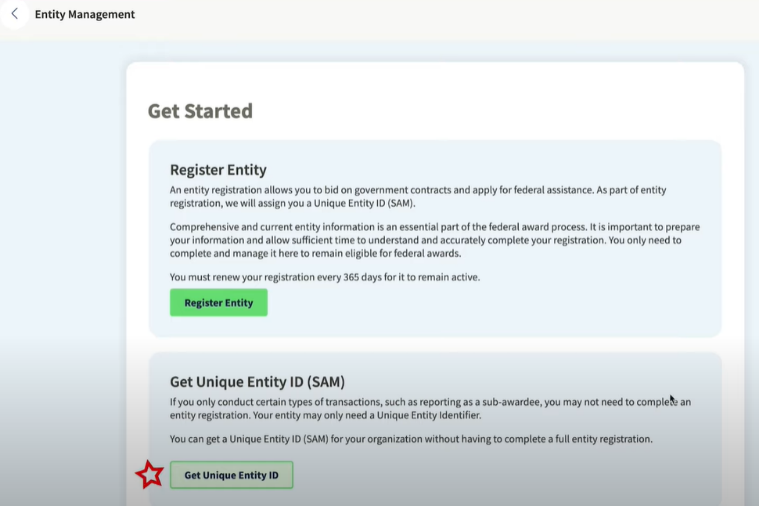 Entity Management
Get Started
Register Entity
An entity registration allows you to bid on government contracts and apply for federal assistance. As part of entity
registration, we will assign you a Unique Entity ID (SAM).
Comprehensive and current entity information is an essential part of the federal award process. It is important to prepare
your information and allow sufficient time to understand and accurately complete your registration. You only need to
complete and manage it here to remain eligible for federal awards.
You must renew your registration every 365 days for it to remain active.
Register Entity
Get Unique Entity ID (SAM)
If you only conduct certain types of transactions, such as reporting as a sub-awardee, you may not need to complete an
entity registration. Your entity may only need a Unique Entity Identifier.
You can get a Unique Entity ID (SAM) for your organization without having to complete a full entity registration.
Get Unique Entity ID